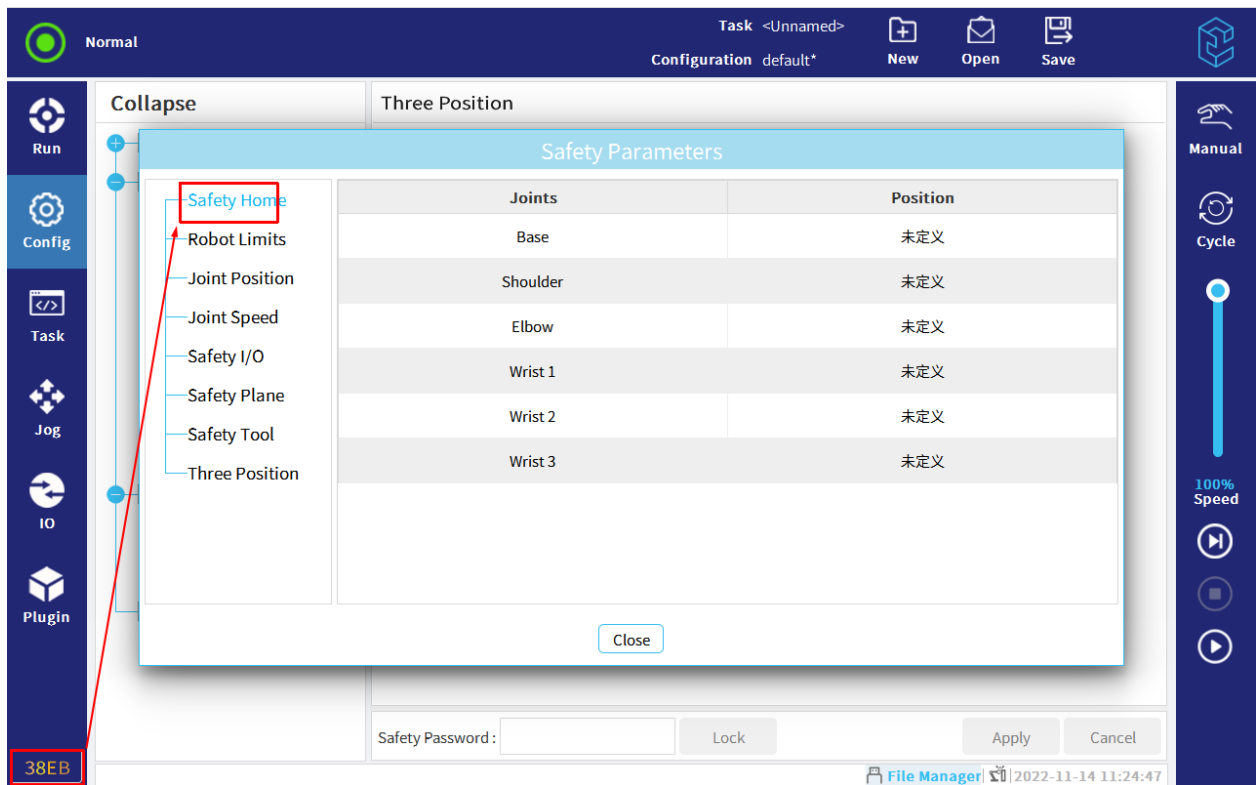 Normal
Task <Unnamed>
Configuration default*
New
Open
Save
Run
Config
Task
Jog
IO
Plugin
38EB
Collapse
Three Position
Safety Parameters
Safety Home
Robot Limits
Joint Position
Joint Speed
Safety I/O
Safety Plane
Safety Tool
Three Position
Joints Position
Base 未定义
Shoulder 未定义
Elbow 未定义
Wrist 1 未定义
Wrist 2 未定义
Wrist 3 未定义
Close
Safety Password :
Lock
Apply
Cancel
File Manager
2022-11-14 11:24:47
Manual
Cycle
100%
Speed